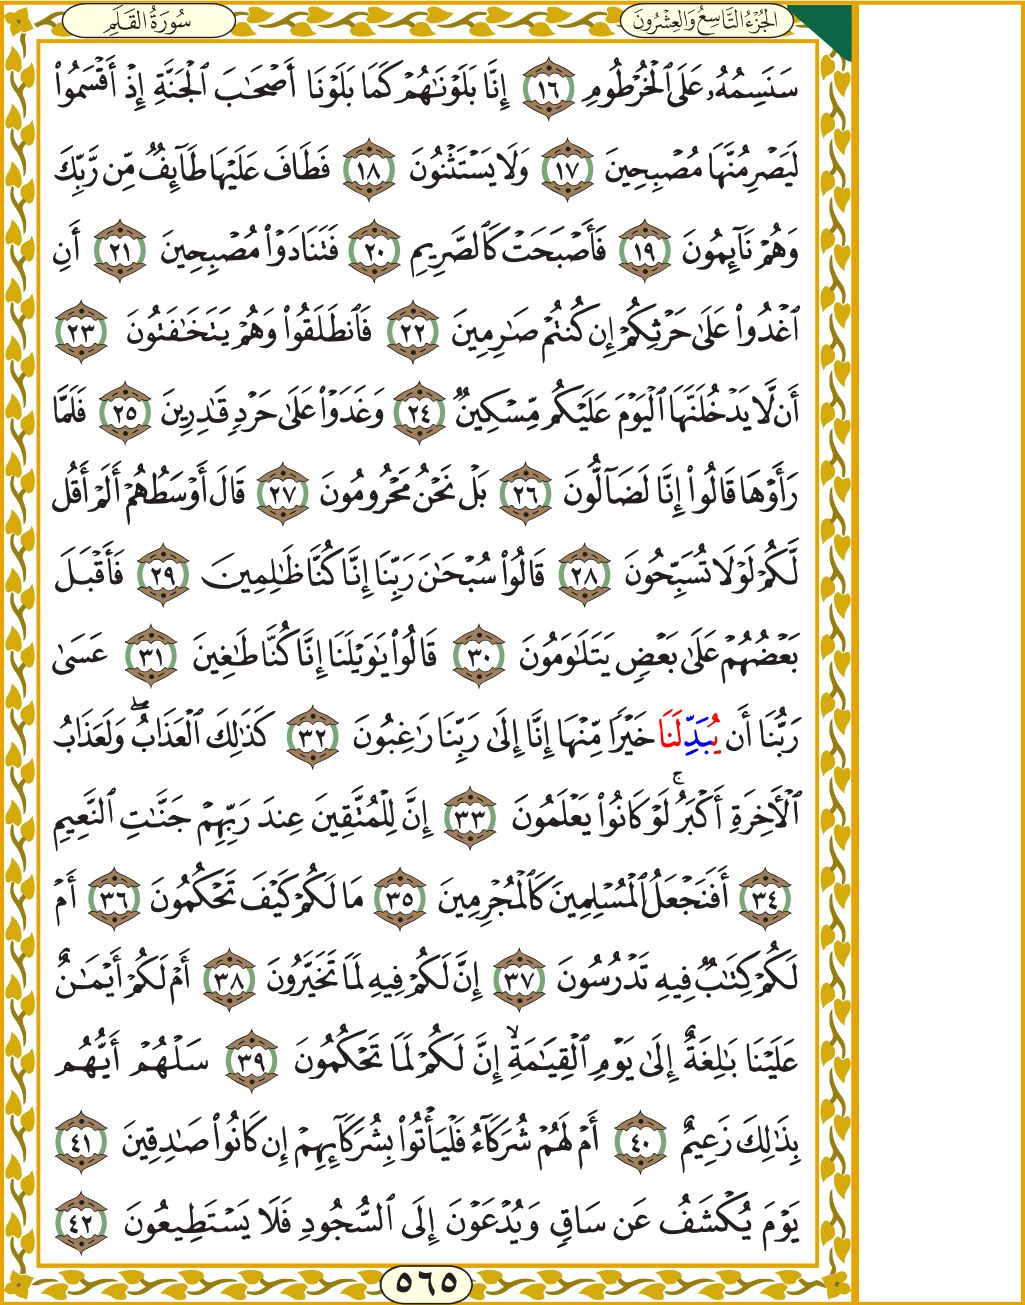 الجُزْءُ التَّاسِعُ وَالعِشْرُونَ
سُورَةُ القَلَمِ
سَنَسِمُهُۥ عَلَى ٱلْخُرْطُومِ ١٦ إِنَّا بَلَوْنَـٰهُمْ كَمَا بَلَوْنَا أَصْحَـٰبَ ٱلْجَنَّةِ إِذْ أَقْسَمُوا۟
لَيَصْرِمُنَّهَا مُصْبِحِينَ ١٧ وَلَا يَسْتَثْنُونَ ١٨ فَطَافَ عَلَيْهَا طَآئِفٌ مِّن رَّبِّكَ
وَهُمْ نَآئِمُونَ ١٩ فَأَصْبَحَتْ كَٱلصَّرِيمِ ٢٠ فَتَنَادَوْا۟ مُصْبِحِينَ ٢١ أَنِ
ٱغْدُوا۟ عَلَىٰ حَرْثِكُمْ إِن كُنتُمْ صَـٰرِمِينَ ٢٢ فَٱنطَلَقُوا۟ وَهُمْ يَتَخَـٰفَتُونَ ٢٣
أَن لَّا يَدْخُلَنَّهَا ٱلْيَوْمَ عَلَيْكُم مِّسْكِينٌ ٢٤ وَغَدَوْا۟ عَلَىٰ حَرْدٍ قَـٰدِرِينَ ٢٥ فَلَمَّا
رَأَوْهَا قَالُوٓا۟ إِنَّا لَضَآلُّونَ ٢٦ بَلْ نَحْنُ مَحْرُومُونَ ٢٧ قَالَ أَوْسَطُهُمْ أَلَمْ أَقُل
لَّكُمْ لَوْلَا تُسَبِّحُونَ ٢٨ قَالُوا۟ سُبْحَـٰنَ رَبِّنَآ إِنَّا كُنَّا ظَـٰلِمِينَ ٢٩ فَأَقْبَلَ
بَعْضُهُمْ عَلَىٰ بَعْضٍ يَتَلَـٰوَمُونَ ٣٠ قَالُوا۟ يَـٰوَيْلَنَآ إِنَّا كُنَّا طَـٰغِينَ ٣١ عَسَىٰ
رَبُّنَآ أَن يُبَدِّلَنَا خَيْرًا مِّنْهَآ إِنَّآ إِلَىٰ رَبِّنَا رَٰغِبُونَ ٣٢ كَذَٰلِكَ ٱلْعَذَابُ ۖ وَلَعَذَابُ
ٱلْـَٔاخِرَةِ أَكْبَرُ ۚ لَوْ كَانُوا۟ يَعْلَمُونَ ٣٣ إِنَّ لِلْمُتَّقِينَ عِندَ رَبِّهِمْ جَنَّـٰتِ ٱلنَّعِيمِ
٣٤ أَفَنَجْعَلُ ٱلْمُسْلِمِينَ كَٱلْمُجْرِمِينَ ٣٥ مَا لَكُمْ كَيْفَ تَحْكُمُونَ ٣٦ أَمْ
لَكُمْ كِتَـٰبٌ فِيهِ تَدْرُسُونَ ٣٧ إِنَّ لَكُمْ فِيهِ لَمَا تَخَيَّرُونَ ٣٨ أَمْ لَكُمْ أَيْمَـٰنٌ
عَلَيْنَا بَـٰلِغَةٌ إِلَىٰ يَوْمِ ٱلْقِيَـٰمَةِ ۙ إِنَّ لَكُمْ لَمَا تَحْكُمُونَ ٣٩ سَلْهُمْ أَيُّهُم
بِذَٰلِكَ زَعِيمٌ ٤٠ أَمْ لَهُمْ شُرَكَآءُ فَلْيَأْتُوا۟ بِشُرَكَآئِهِمْ إِن كَانُوا۟ صَـٰدِقِينَ ٤١
يَوْمَ يُكْشَفُ عَن سَاقٍ وَيُدْعَوْنَ إِلَى ٱلسُّجُودِ فَلَا يَسْتَطِيعُونَ ٤٢
٥٦٥